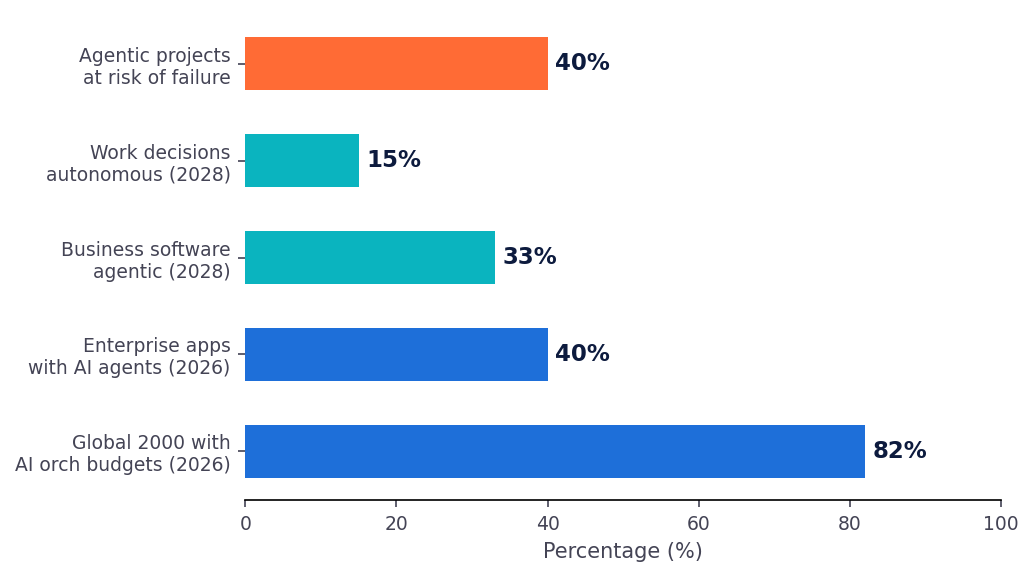 Agentic projects
at risk of failure
40%
Work decisions
autonomous (2028)
15%
Business software
agentic (2028)
33%
Enterprise apps
with AI agents (2026)
40%
Global 2000 with
AI orch budgets (2026)
82%
0 20 40 60 80 100
Percentage (%)